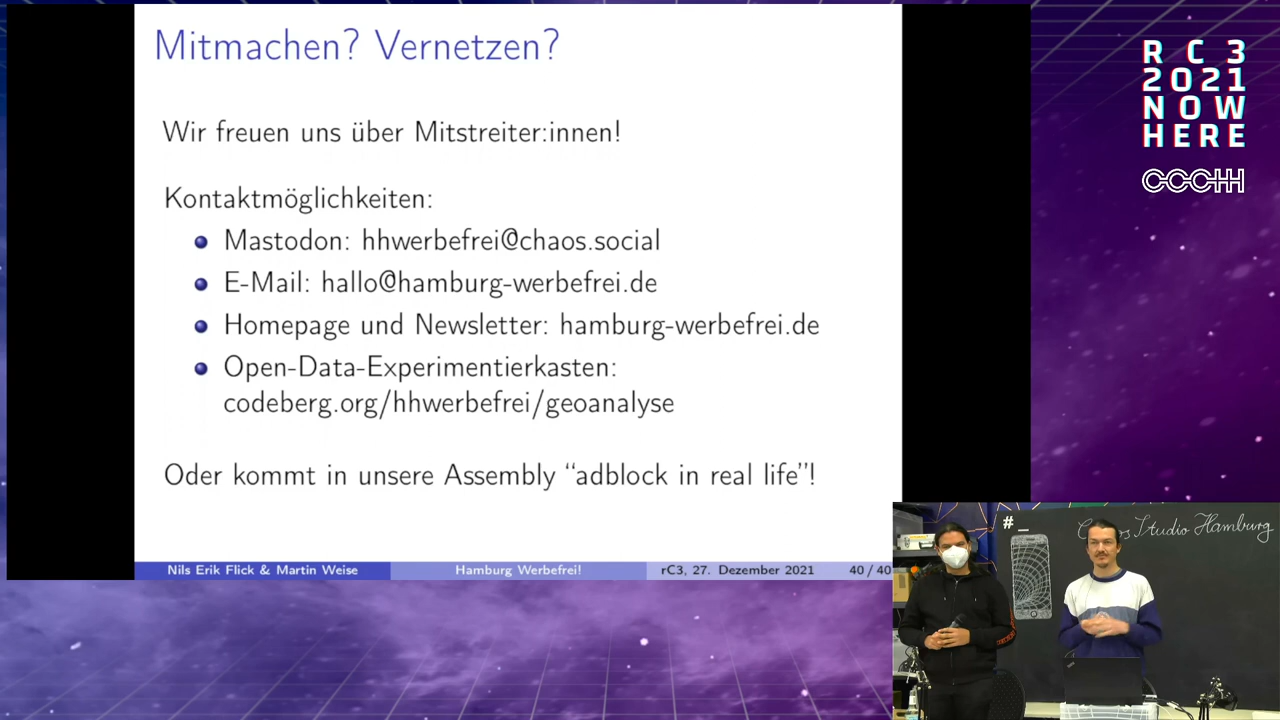 Mitmachen? Vernetzen?
Wir freuen uns über Mitstreiter:innen!
Kontaktmöglichkeiten:
Mastodon: hhwerbefrei@chaos.social
E-Mail: hallo@hamburg-werbefrei.de
Homepage und Newsletter: hamburg-werbefrei.de
Open-Data-Experimentierkasten:
codeberg.org/hhwerbefrei/geoanalyse
Oder kommt in unsere Assembly “adblock in real life”!
Nils Erik Flick & Martin Weise Hamburg Werbefrei! rC3, 27. Dezember 2021 40 / 40
RC3
2021
NOW
HERE
CCCHH
#_
Studio Hamburg